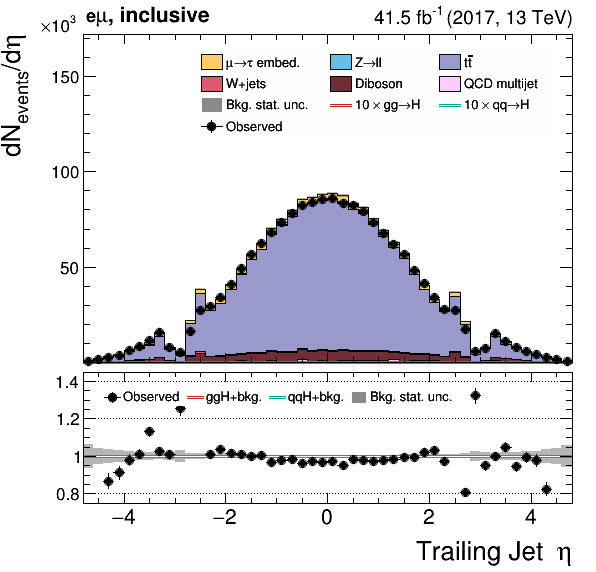 eμ, inclusive 41.5 fb⁻¹ (2017, 13 TeV)
×10³
dN_events/dη
μ→τ embed. Z→ll tt̄
W+jets Diboson QCD multijet
Bkg. stat. unc. 10 × gg→H 10 × qq→H
Observed
150
100
50
1.4
Observed ggH+bkg. qqH+bkg. Bkg. stat. unc.
1.2
1
0.8
−4 −2 0 2 4
Trailing Jet η